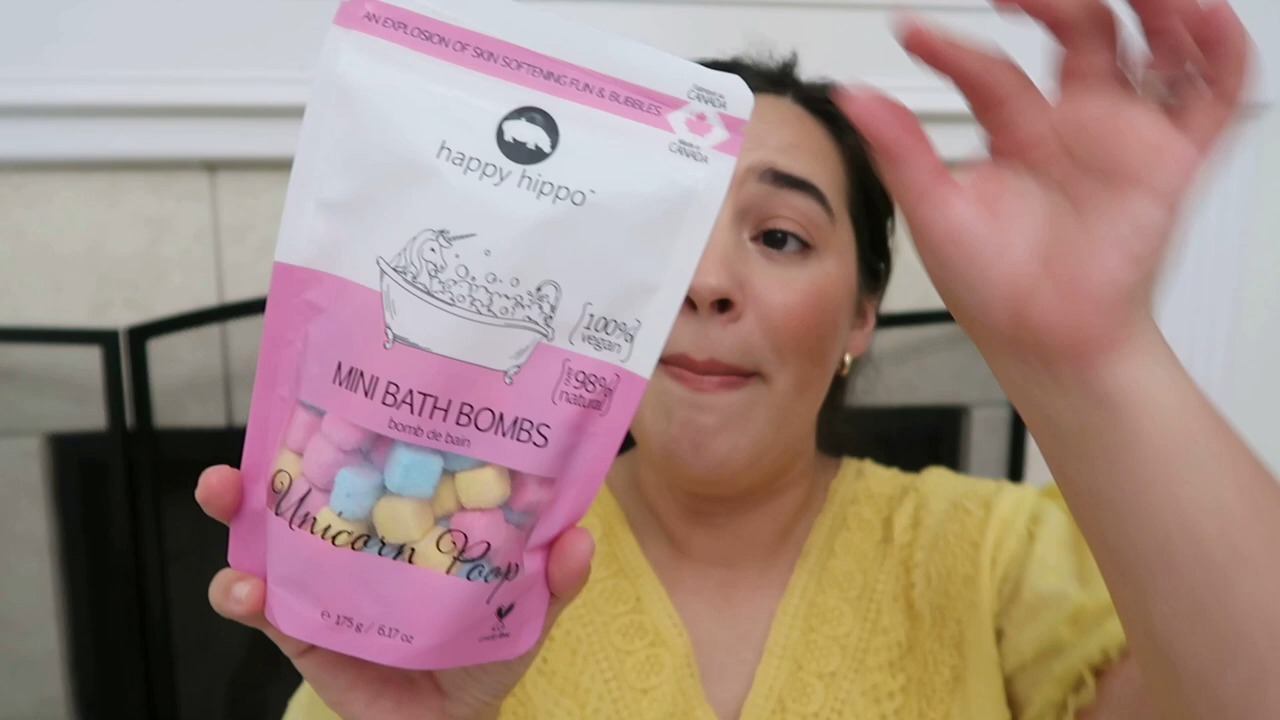 AN EXPLOSION OF SKIN SOFTENING FUN & BUBBLES
CANADA
CANADA
happy hippo™
100%
vegan
98%
natural
MINI BATH BOMBS
bomb de bain
Unicorn Poop
e 175 g / 6.17 oz